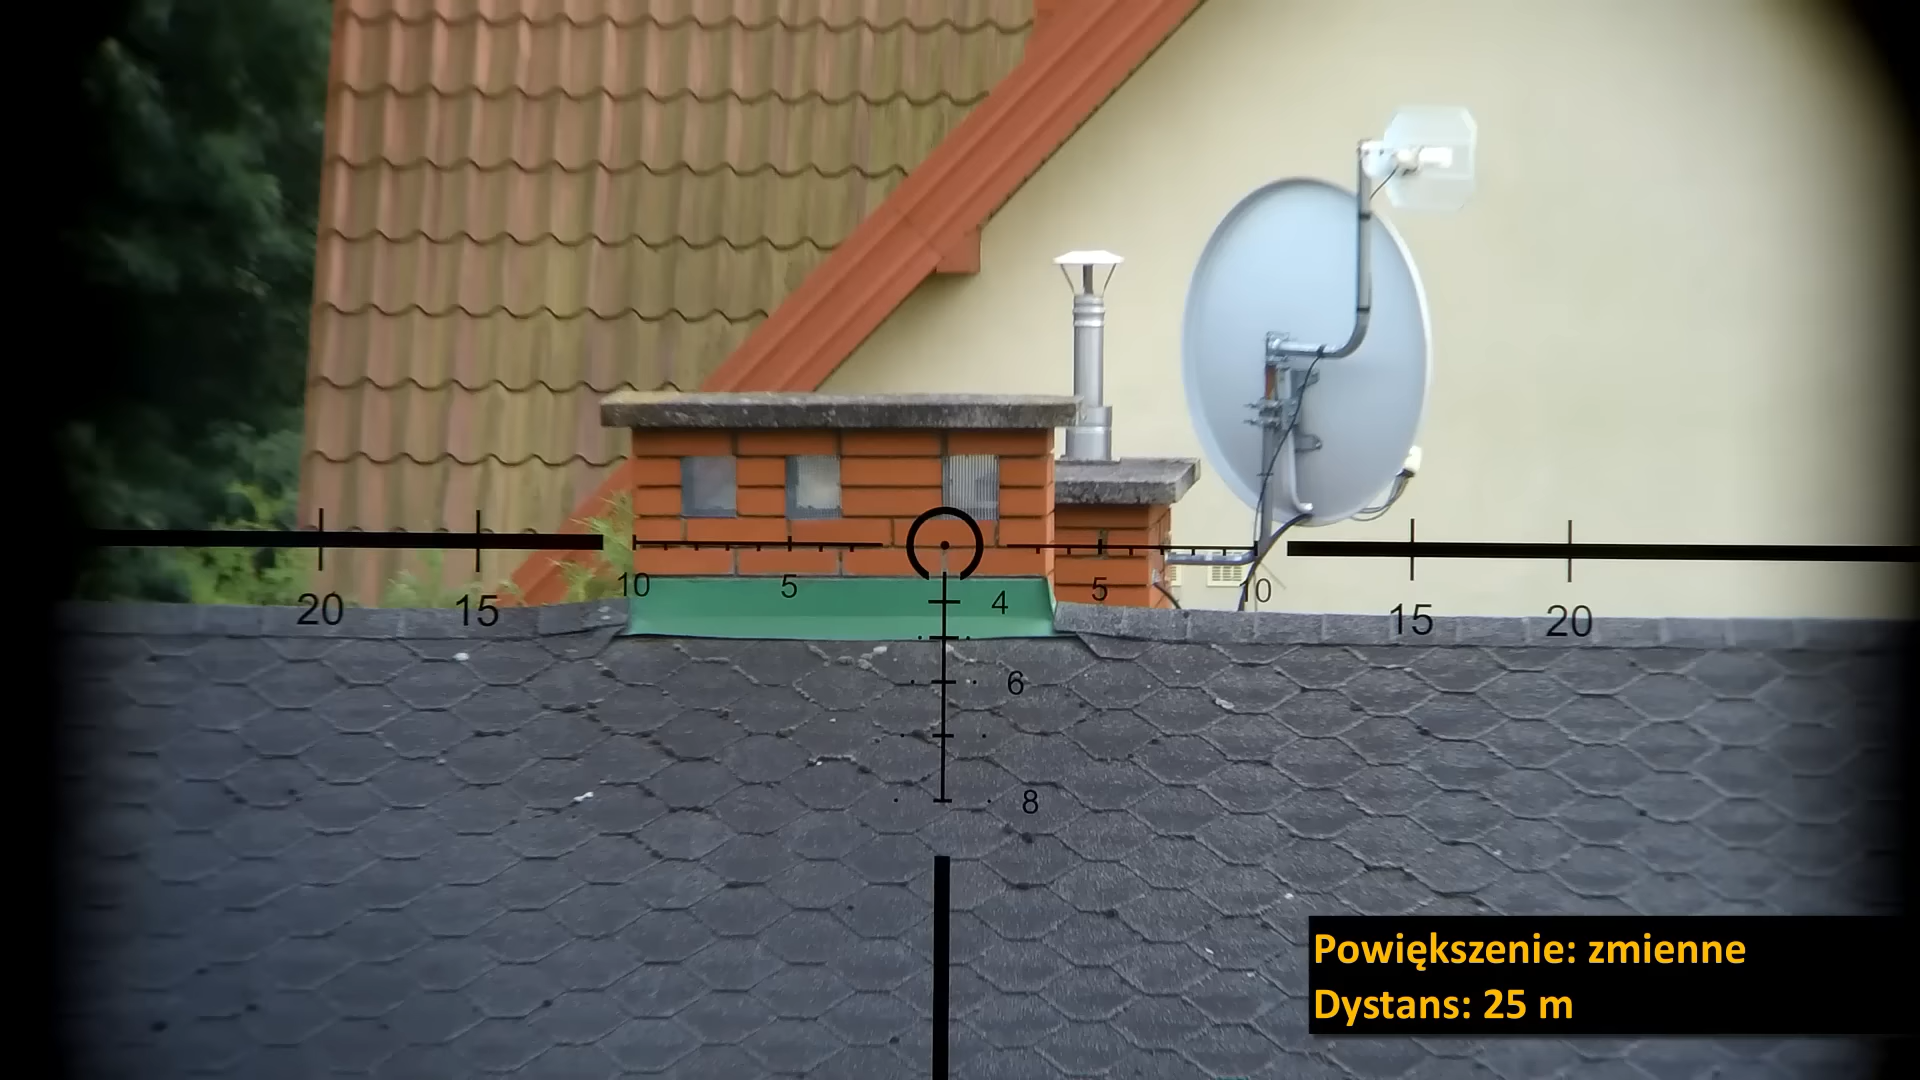 10 5 5 10
20 15 4 15 20
6
8
Powiększenie: zmienne
Dystans: 25 m